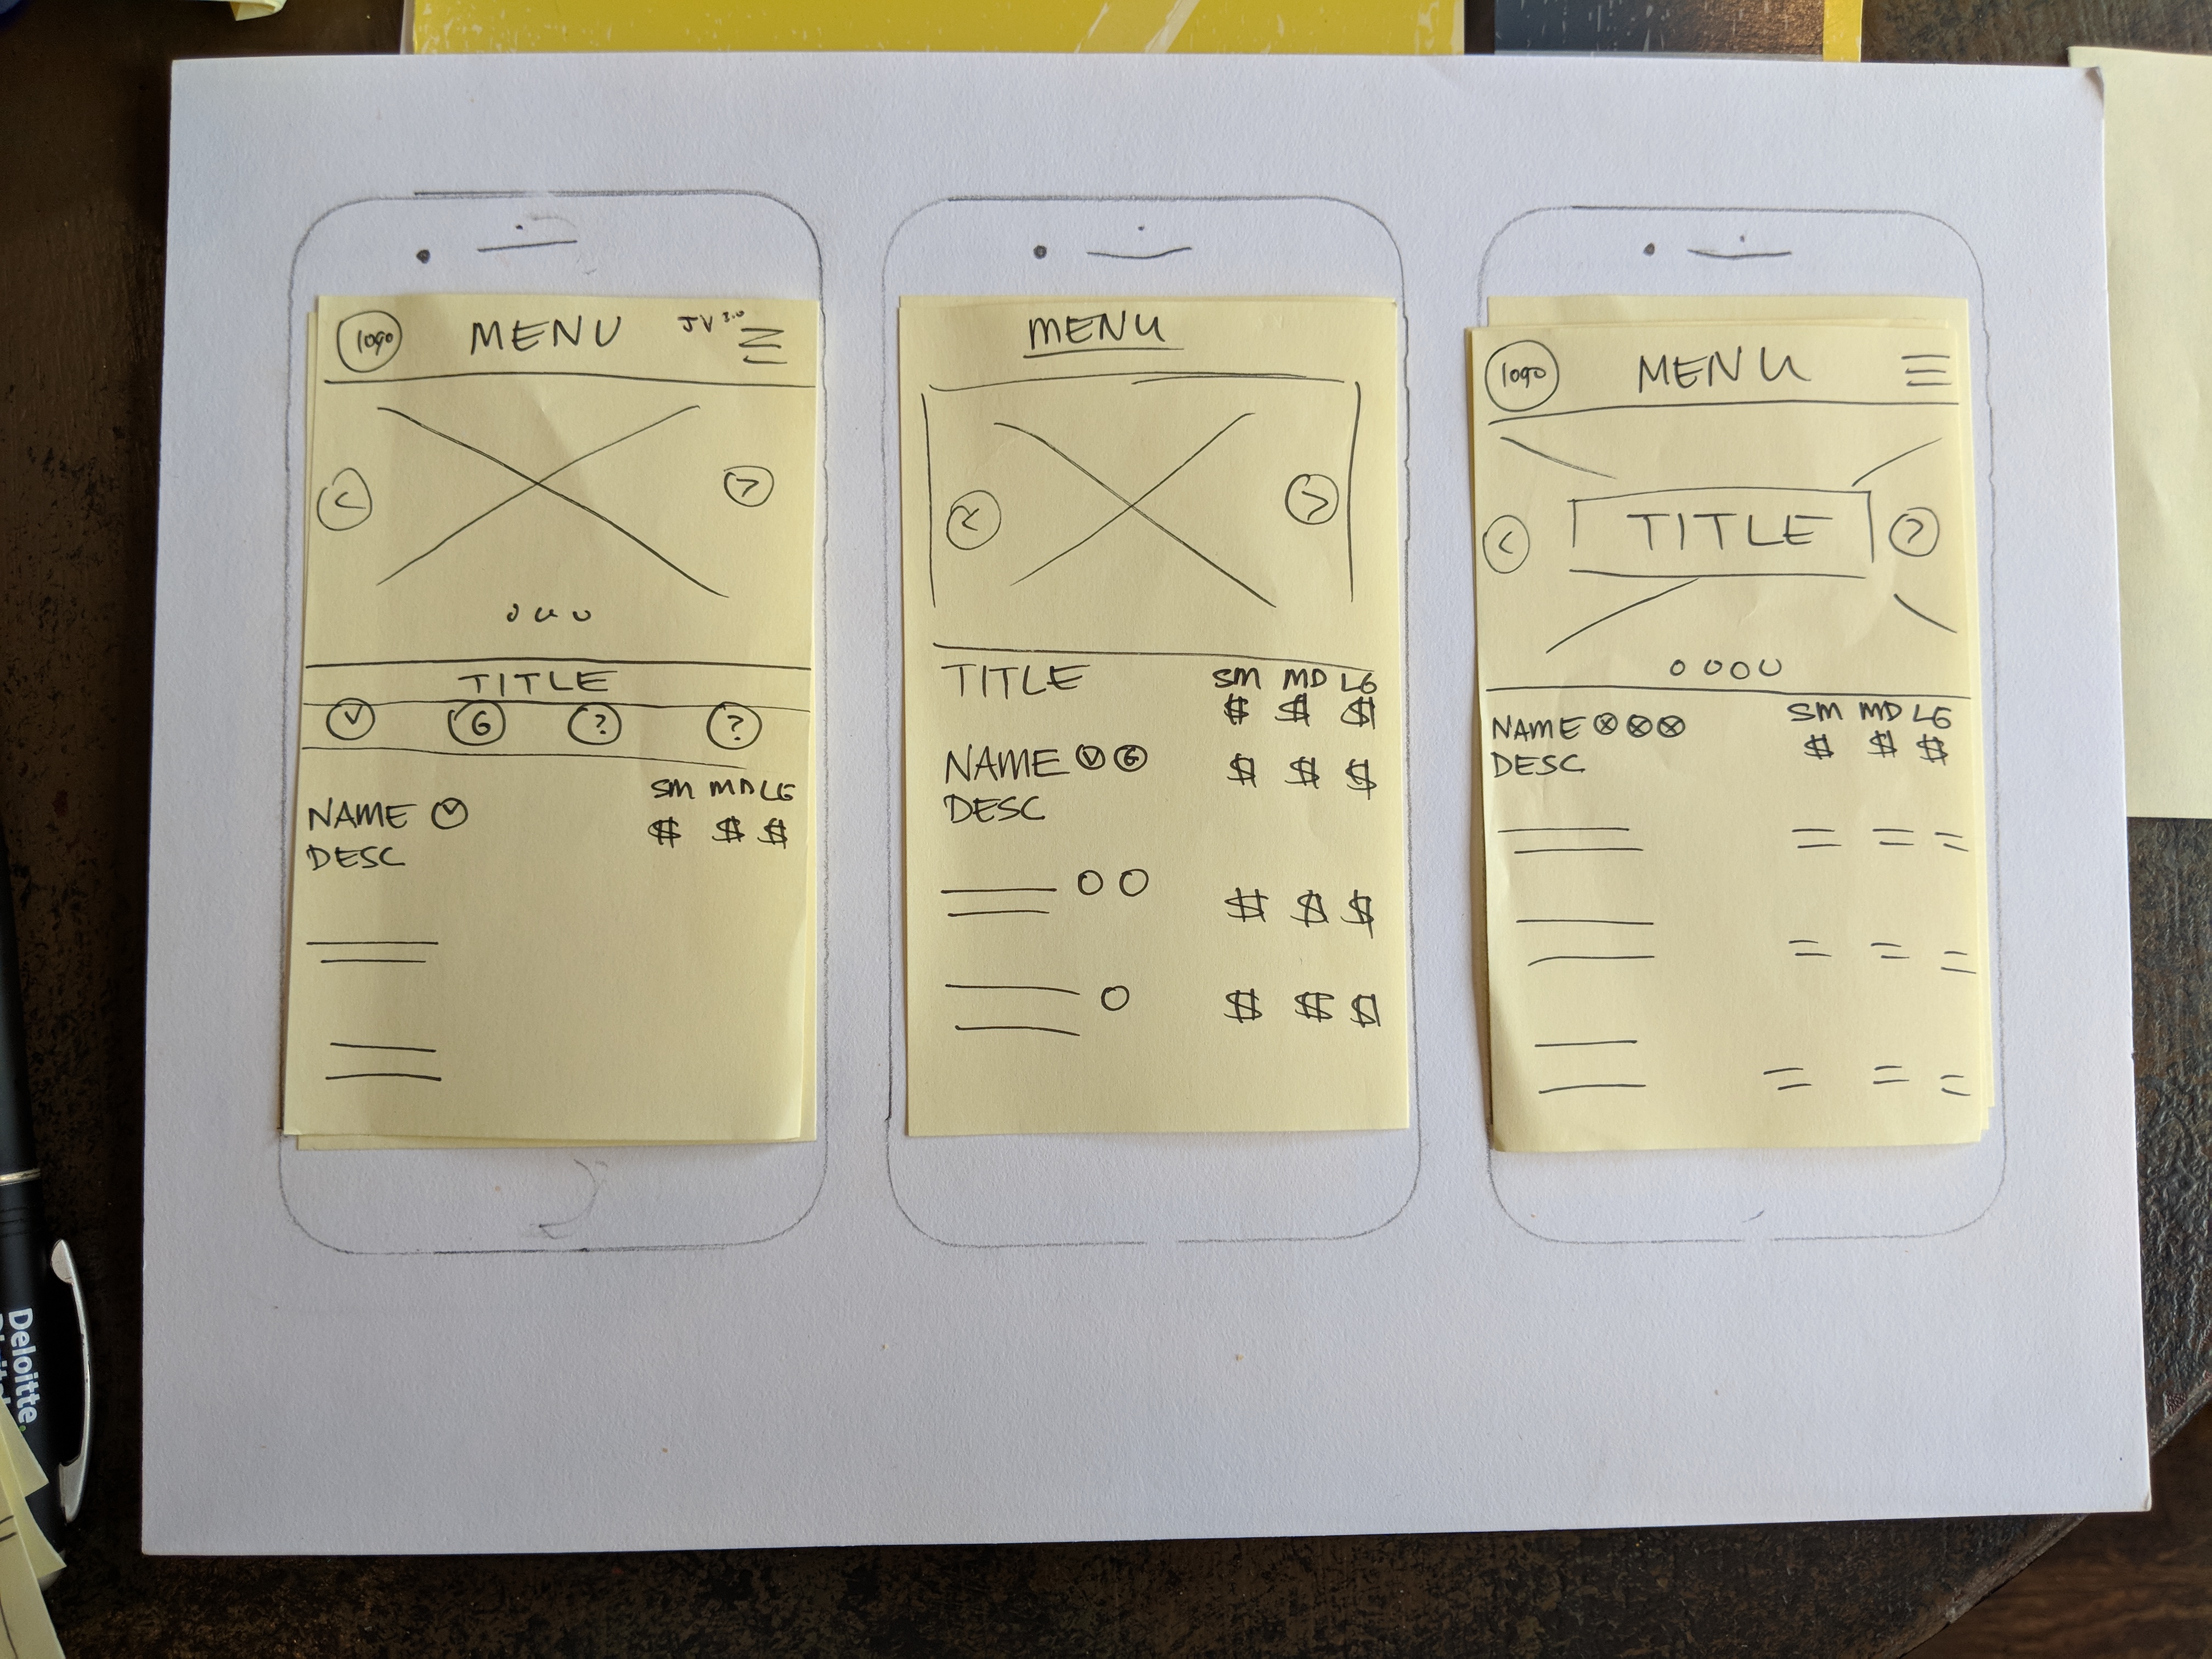 logo MENU JV 3.0
< >
TITLE
V G ? ?
SM MD LG
NAME V
$ $ $
DESC
MENU
< >
TITLE SM MD LG
$ $ $
NAME V G $ $ $
DESC
$ $ $
$ $ $
logo MENU
< TITLE >
NAME SM MD LG
DESC $ $ $
Deloitte.